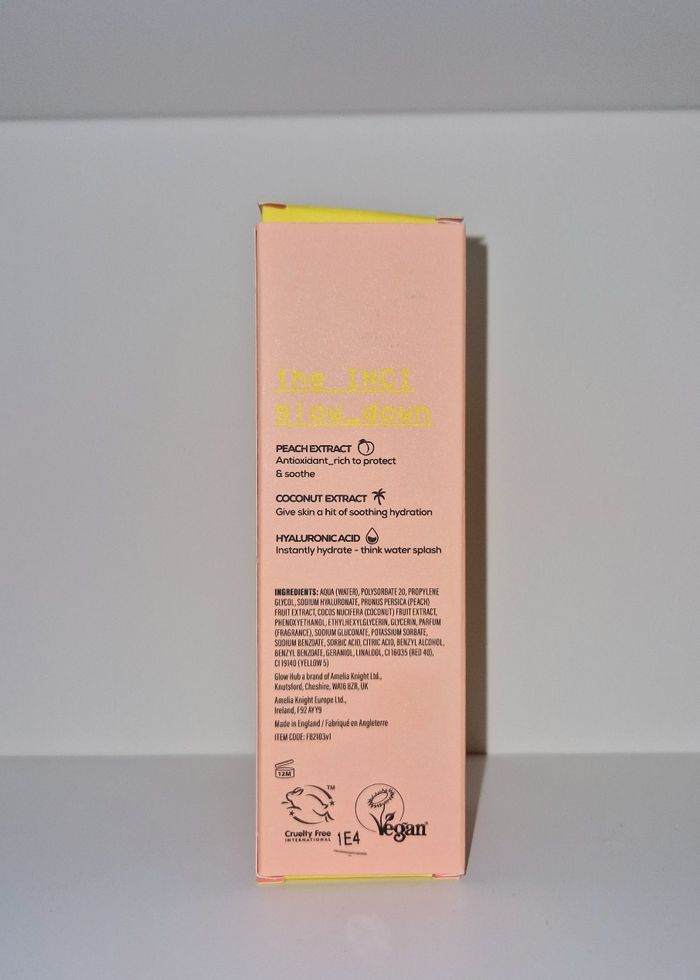 the INCI
glow_down
PEACH EXTRACT
Antioxidant_rich to protect
& soothe
COCONUT EXTRACT
Give skin a hit of soothing hydration
HYALURONIC ACID
Instantly hydrate - think water splash
INGREDIENTS: AQUA (WATER), POLYSORBATE 20, PROPYLENE
GLYCOL, SODIUM HYALURONATE, PRUNUS PERSICA (PEACH)
FRUIT EXTRACT, COCOS NUCIFERA (COCONUT) FRUIT EXTRACT,
PHENOXYETHANOL, ETHYLHEXYLGLYCERIN, GLYCERIN, PARFUM
(FRAGRANCE), SODIUM GLUCONATE, POTASSIUM SORBATE,
SODIUM BENZOATE, SORBIC ACID, CITRIC ACID, BENZYL ALCOHOL,
BENZYL BENZOATE, GERANIOL, LINALOOL, CI 16035 (RED 40),
CI 19140 (YELLOW 5)
Glow Hub a brand of Amelia Knight Ltd.,
Knutsford, Cheshire, WA16 8ZR, UK
Amelia Knight Europe Ltd.,
Ireland, F92 AY Y9
Made in England / Fabriqué en Angleterre
ITEM CODE: FB2103v1
12M
TM
Cruelty Free
INTERNATIONAL
1E4
Vegan